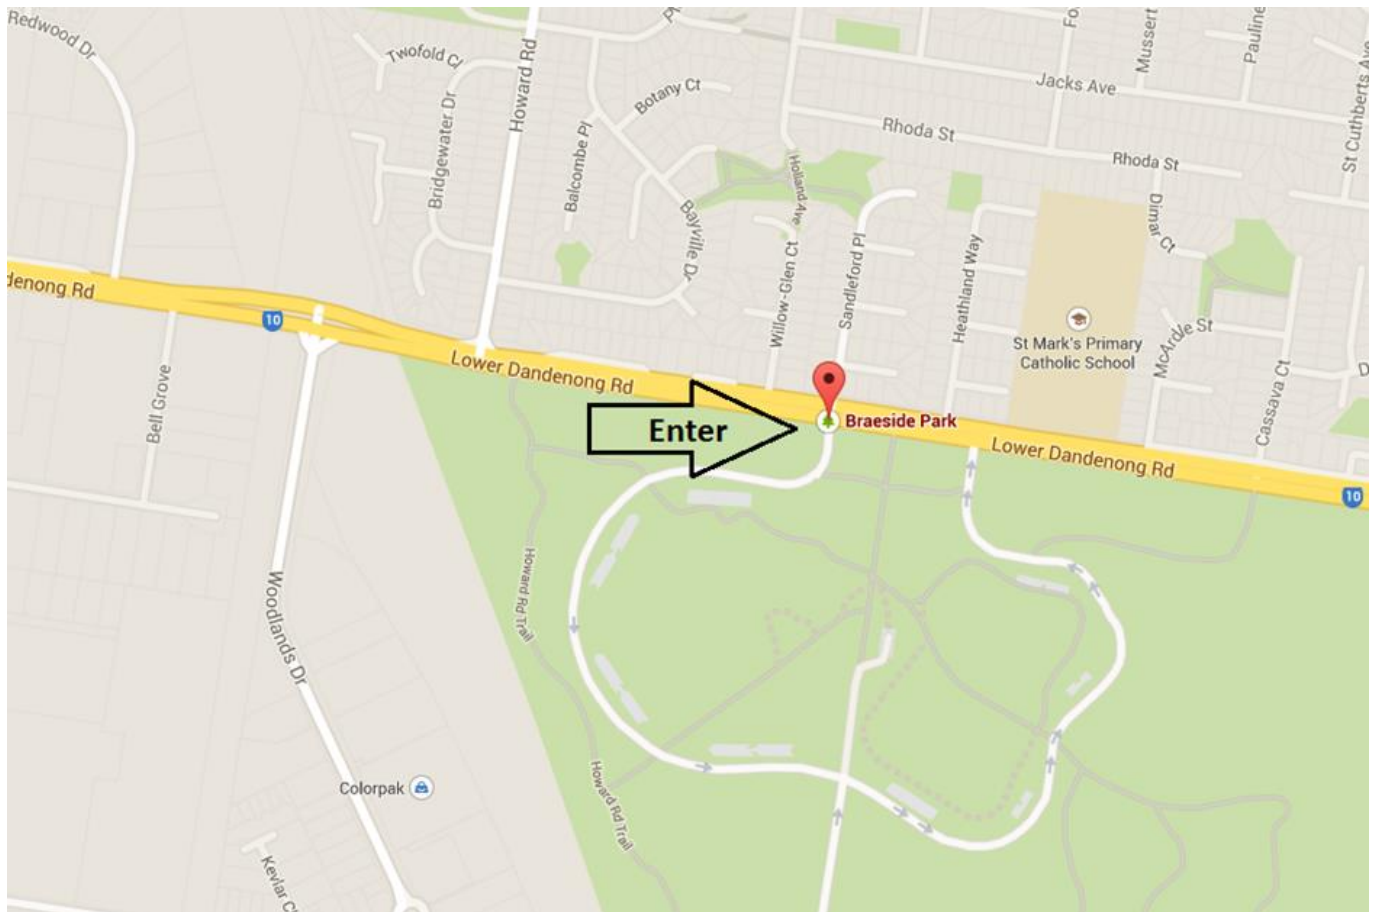 Redwood Dr
Twofold Cl
Howard Rd
Pl
Fo
Mussert
Pauline
St Cuthberts Ave
Jacks Ave
Botany Ct
Bridgewater Dr
Balcombe Pl
Rhoda St
Rhoda St
Holland Ave
Bayville Dr
Dimar Ct
Willow-Glen Ct
Sandleford Pl
Heathland Way
denong Rd
10
St Mark's Primary
Catholic School
McArdle St
Lower Dandenong Rd
D
Bell Grove
Cassava Ct
Enter
Braeside Park
Lower Dandenong Rd
10
Howard Rd Trail
Woodlands Dr
Colorpak
Howard Rd Trail
Kevlar C